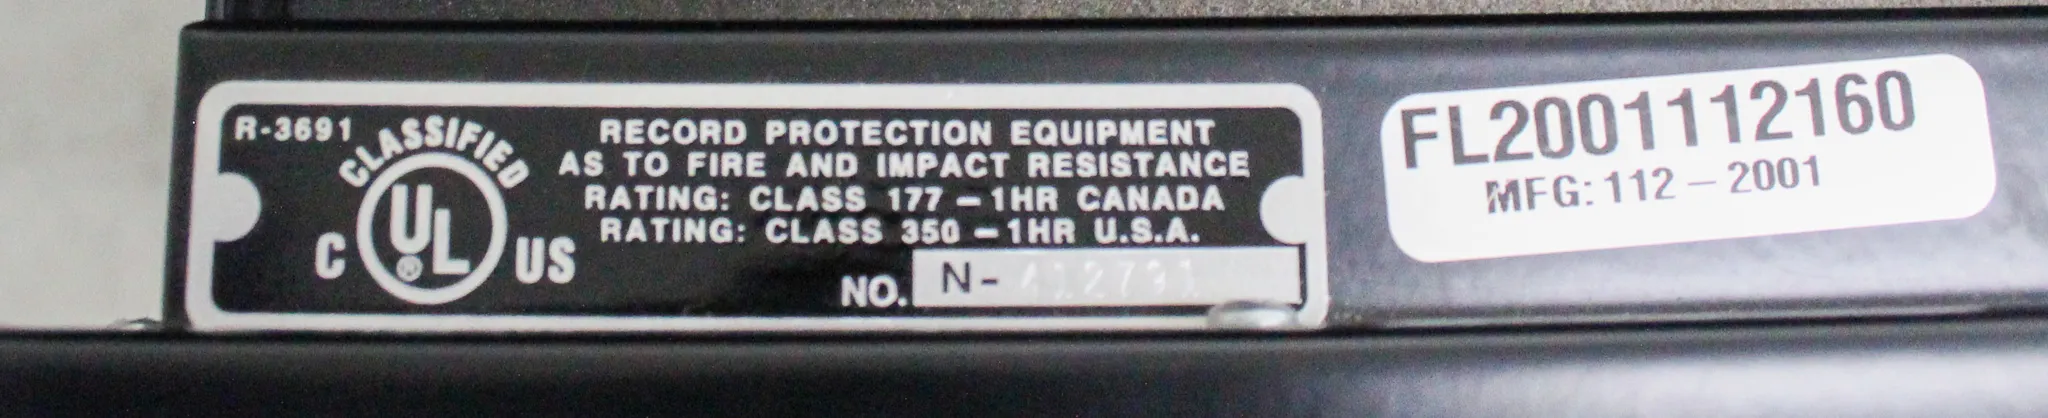 R-3691
CLASSIFIED
C UL® US
RECORD PROTECTION EQUIPMENT
AS TO FIRE AND IMPACT RESISTANCE
RATING: CLASS 177 – 1HR CANADA
RATING: CLASS 350 – 1HR U.S.A.
NO. N-
FL2001112160
MFG: 112 – 2001